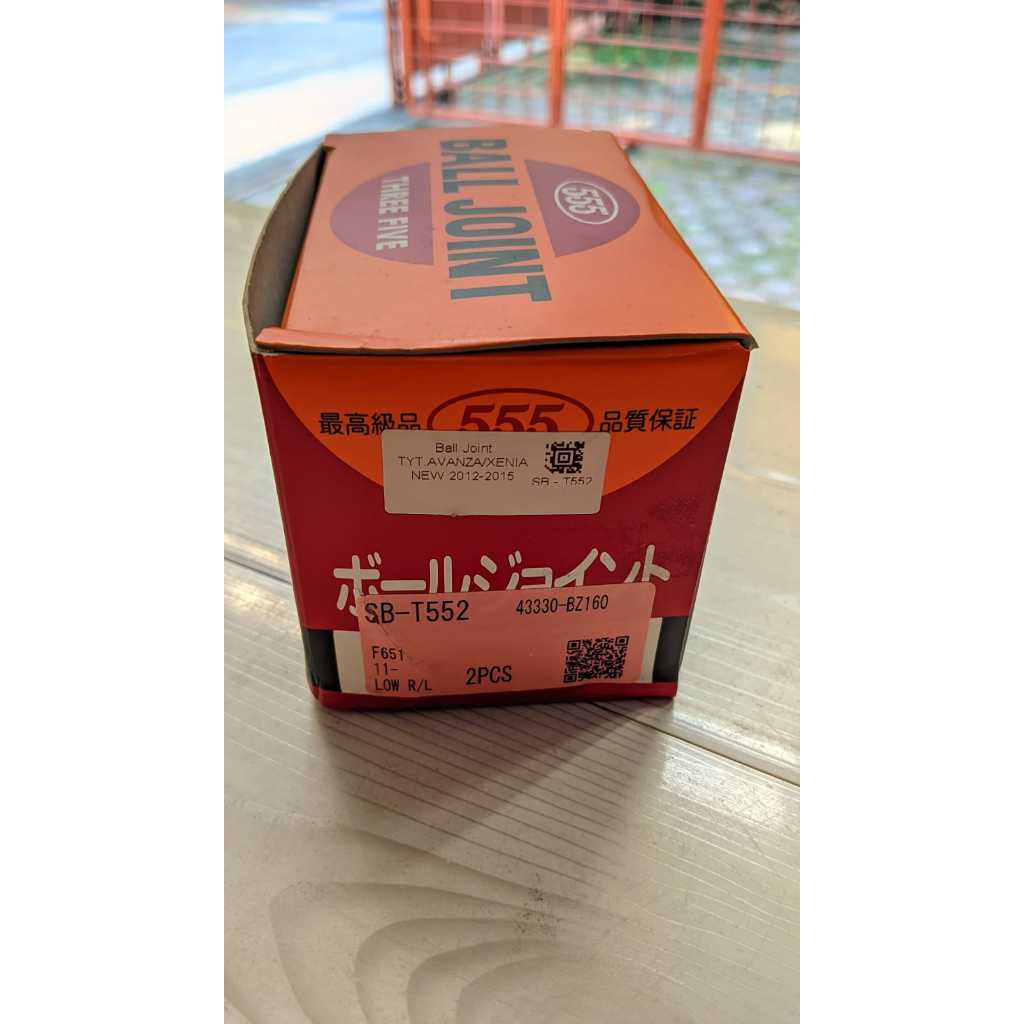 BALL JOINT
THREE FIVE
555
最高級品 555 品質保証
Ball Joint
TYT.AVANZA/XENIA
NEW 2012-2015
SB - T552
ボールジョイント
SB-T552
43330-BZ160
F651
11-
LOW R/L
2PCS